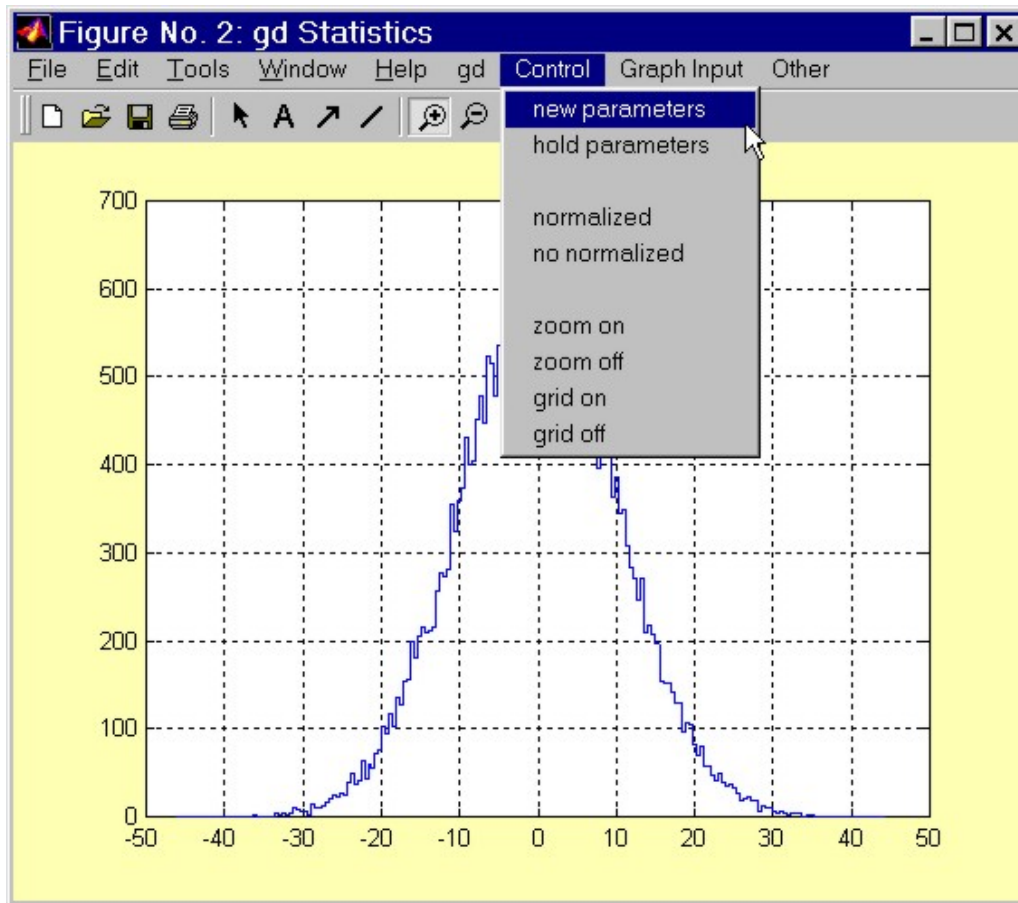 Figure No. 2: gd Statistics
File Edit Tools Window Help gd Control Graph Input Other
A
new parameters
hold parameters
normalized
no normalized
zoom on
zoom off
grid on
grid off
700
600
500
400
300
200
100
0
-50 -40 -30 -20 -10 0 10 20 30 40 50